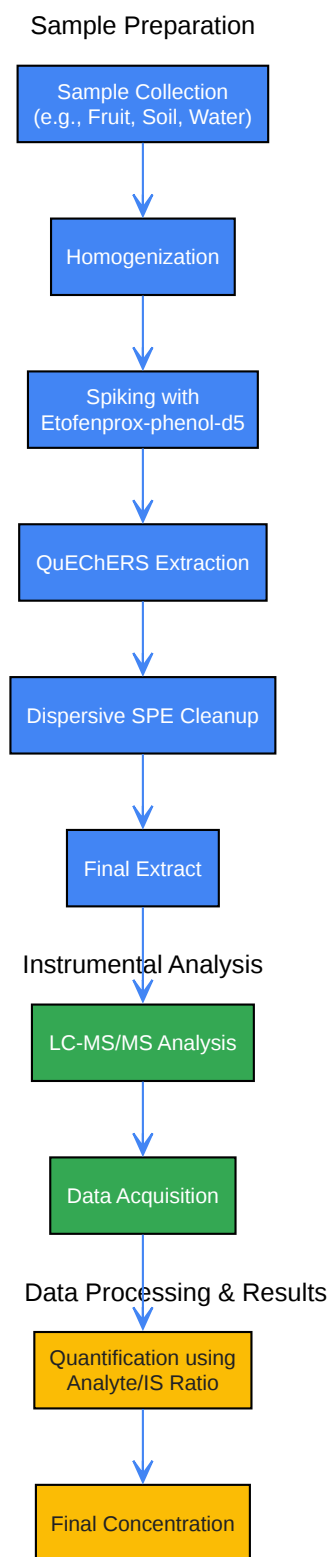 Sample Preparation
Sample Collection
(e.g., Fruit, Soil, Water)
Homogenization
Spiking with
Etofenprox-phenol-d5
QuEChERS Extraction
Dispersive SPE Cleanup
Final Extract
Instrumental Analysis
LC-MS/MS Analysis
Data Acquisition
Data Processing & Results
Quantification using
Analyte/IS Ratio
Final Concentration